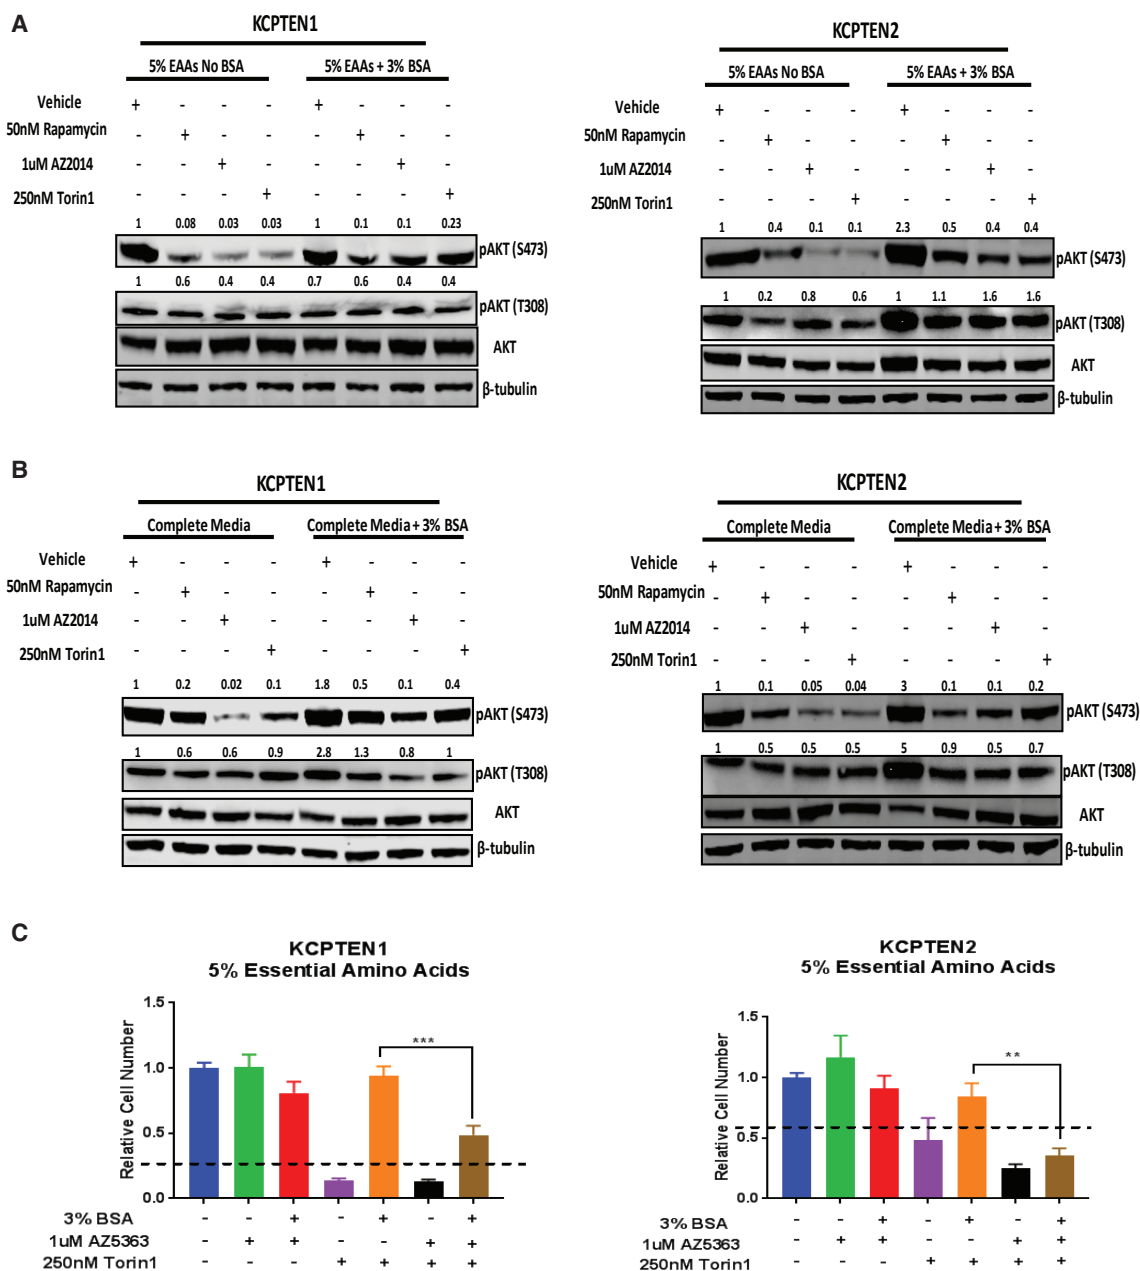 A
KCPTEN1
5% EAAs No BSA 5% EAAs + 3% BSA
Vehicle + - - - + - - -
50nM Rapamycin - + - - - + - -
1uM AZ2014 - - + - - - + -
250nM Torin1 - - - + - - - +
1 0.08 0.03 0.03 1 0.1 0.1 0.23
pAKT (S473)
1 0.6 0.4 0.4 0.7 0.6 0.4 0.4
pAKT (T308)
AKT
β-tubulin
KCPTEN2
5% EAAs No BSA 5% EAAs + 3% BSA
Vehicle + - - - + - - -
50nM Rapamycin - + - - - + - -
1uM AZ2014 - - + - - - + -
250nM Torin1 - - - + - - - +
1 0.4 0.1 0.1 2.3 0.5 0.4 0.4
pAKT (S473)
1 0.2 0.8 0.6 1 1.1 1.6 1.6
pAKT (T308)
AKT
β-tubulin
B
KCPTEN1
Complete Media Complete Media + 3% BSA
Vehicle + - - - + - - -
50nM Rapamycin - + - - - + - -
1uM AZ2014 - - + - - - + -
250nM Torin1 - - - + - - - +
1 0.2 0.02 0.1 1.8 0.5 0.1 0.4
pAKT (S473)
1 0.6 0.6 0.9 2.8 1.3 0.8 1
pAKT (T308)
AKT
β-tubulin
KCPTEN2
Complete Media Complete Media + 3% BSA
Vehicle + - - - + - - -
50nM Rapamycin - + - - - + - -
1uM AZ2014 - - + - - - + -
250nM Torin1 - - - + - - - +
1 0.1 0.05 0.04 3 0.1 0.1 0.2
pAKT (S473)
1 0.5 0.5 0.5 5 0.9 0.5 0.7
pAKT (T308)
AKT
β-tubulin
C
KCPTEN1
5% Essential Amino Acids
Relative Cell Number
1.5
1.0
0.5
0.0
***
3% BSA - - + - + - +
1uM AZ5363 - + + - - + +
250nM Torin1 - - - + + + +
KCPTEN2
5% Essential Amino Acids
Relative Cell Number
1.5
1.0
0.5
0.0
**
3% BSA - - + - + - +
1uM AZ5363 - + + - - + +
250nM Torin1 - - - + + + +